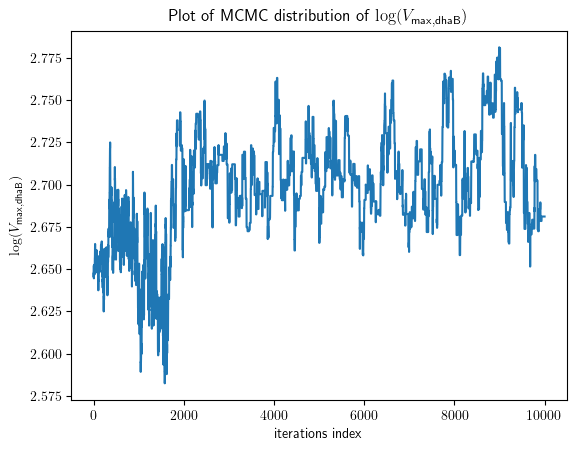 Plot of MCMC distribution of log(V_max,dhaB)
2.775
2.750
2.725
2.700
2.675
2.650
2.625
2.600
2.575
log(V_max,dhaB)
0 2000 4000 6000 8000 10000
iterations index